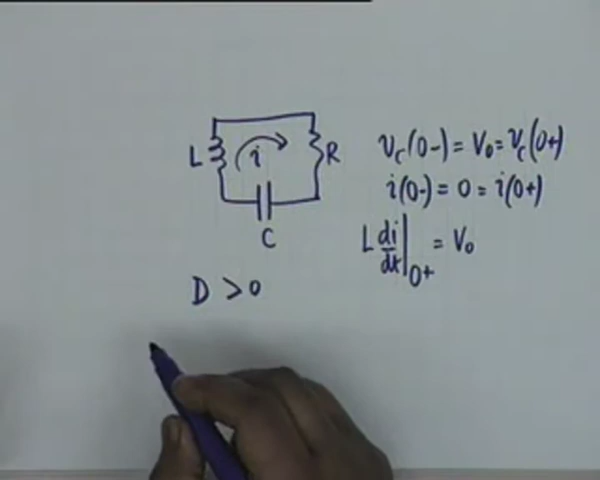 L i R
C
v_c(0-) = V_0 = v_c(0+)
i(0-) = 0 = i(0+)
L di/dt |_0+ = V_0
D > 0